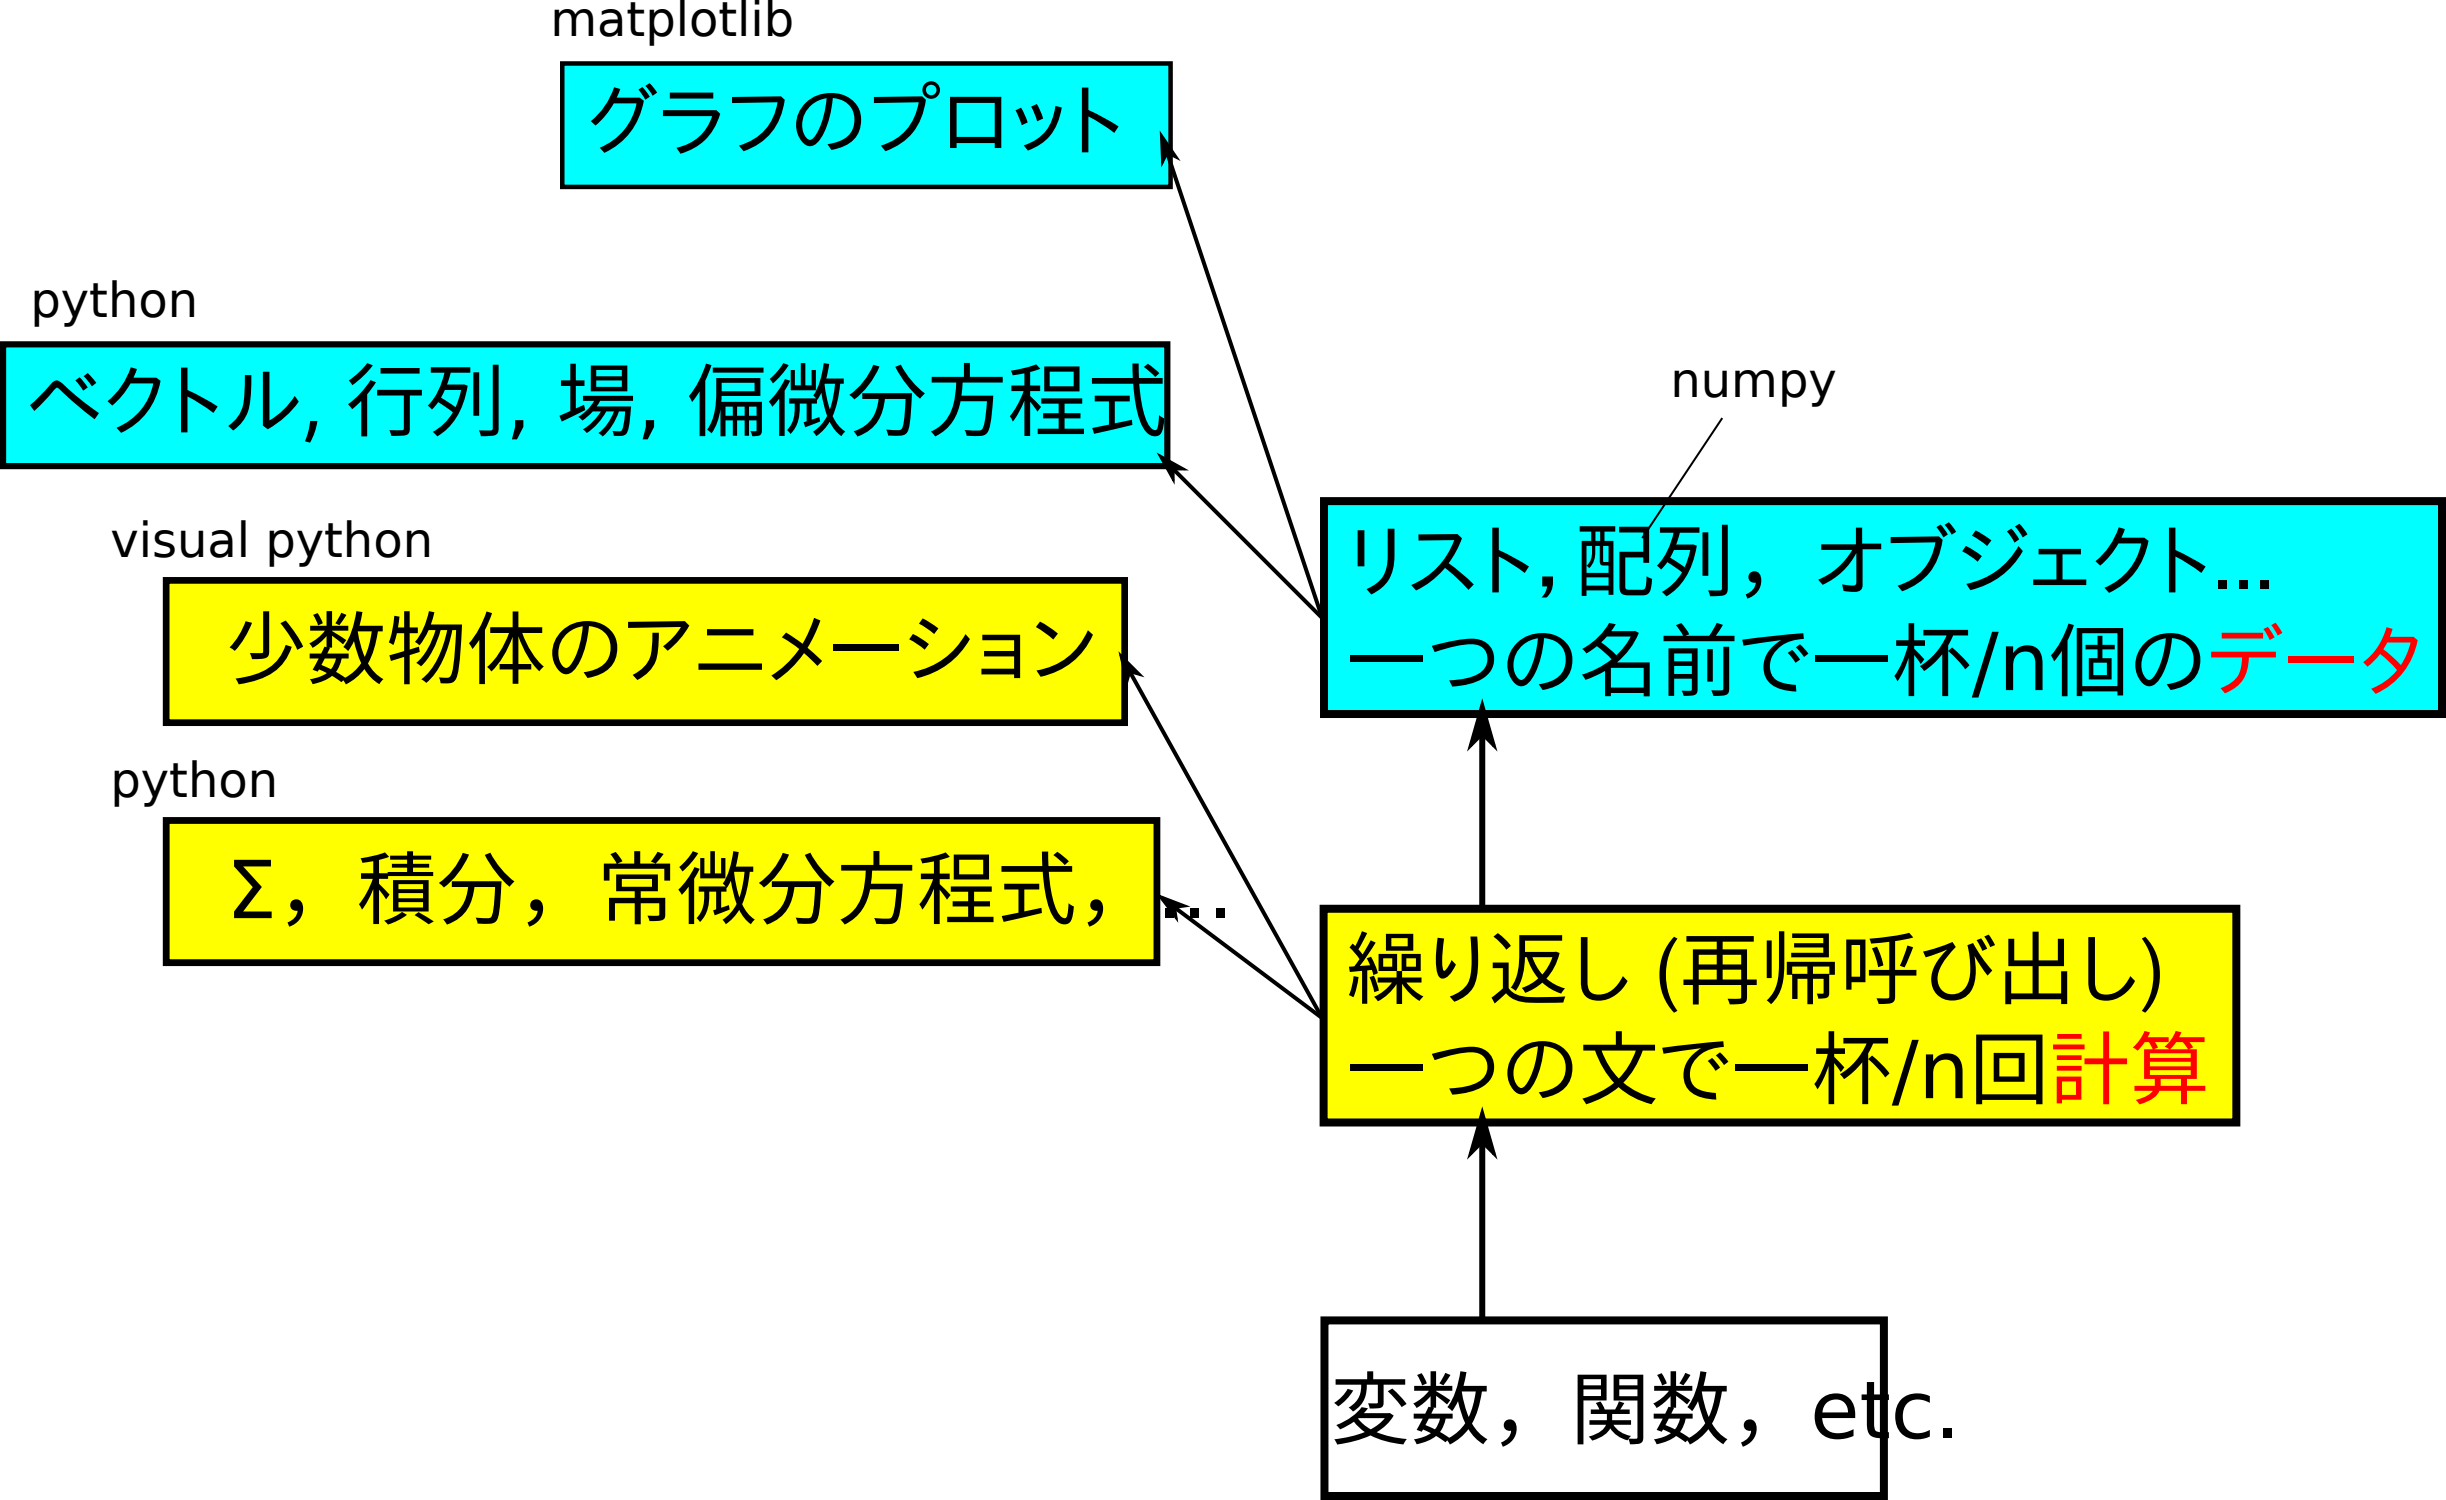 matplotlib
グラフのプロット
python
ベクトル, 行列, 場, 偏微分方程式
numpy
visual python
少数物体のアニメーション
リスト, 配列，オブジェクト...
一つの名前で一杯/n個のデータ
python
Σ，積分，常微分方程式，...
繰り返し (再帰呼び出し)
一つの文で一杯/n回計算
変数，関数，etc.